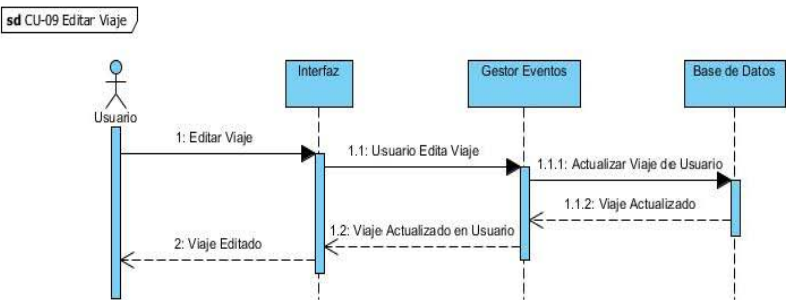 sd CU-09 Editar Viaje
Interfaz
Gestor Eventos
Base de Datos
Usuario
1: Editar Viaje
1.1: Usuario Edita Viaje
1.1.1: Actualizar Viaje de Usuario
1.1.2: Viaje Actualizado
1.2: Viaje Actualizado en Usuario
2: Viaje Editado